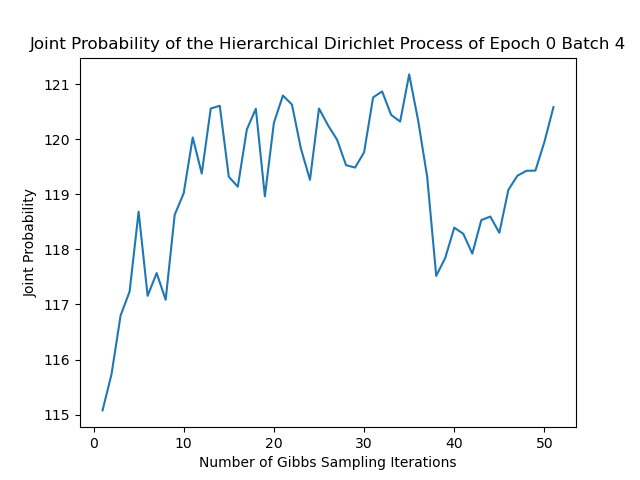 Joint Probability of the Hierarchical Dirichlet Process of Epoch 0 Batch 4
121
120
119
118
117
116
115
Joint Probability
0 10 20 30 40 50
Number of Gibbs Sampling Iterations